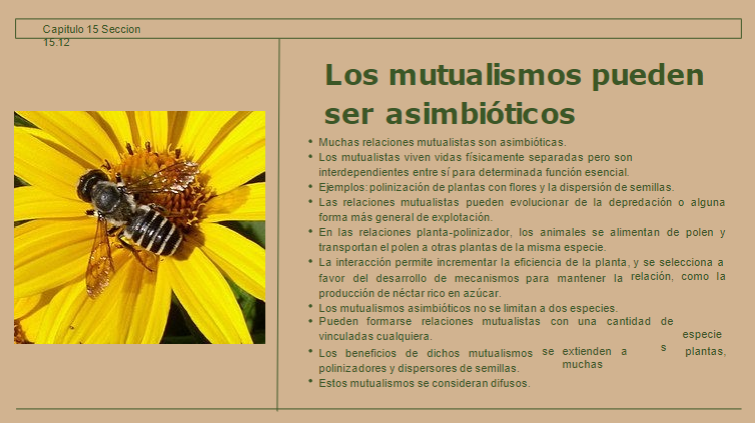 Capitulo 15 Seccion
15.12
Los mutualismos pueden
ser asimbióticos
• Muchas relaciones mutualistas son asimbióticas.
• Los mutualistas viven vidas físicamente separadas pero son
interdependientes entre sí para determinada función esencial.
• Ejemplos: polinización de plantas con flores y la dispersión de semillas.
• Las relaciones mutualistas pueden evolucionar de la depredación o alguna
forma más general de explotación.
• En las relaciones planta-polinizador, los animales se alimentan de polen y
transportan el polen a otras plantas de la misma especie.
• La interacción permite incrementar la eficiencia de la planta, y se selecciona a
favor del desarrollo de mecanismos para mantener la relación, como la
producción de néctar rico en azúcar.
• Los mutualismos asimbióticos no se limitan a dos especies.
• Pueden formarse relaciones mutualistas con una cantidad de especies
vinculadas cualquiera.
• Los beneficios de dichos mutualismos se extienden a muchas plantas,
polinizadores y dispersores de semillas.
• Estos mutualismos se consideran difusos.